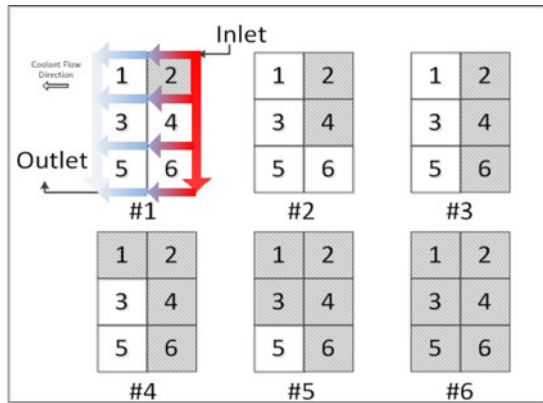 Inlet
Coolant Flow
Direction
1 2 1 2 1 2
3 4 3 4 3 4
Outlet
5 6 5 6 5 6
#1 #2 #3
1 2 1 2 1 2
3 4 3 4 3 4
5 6 5 6 5 6
#4 #5 #6